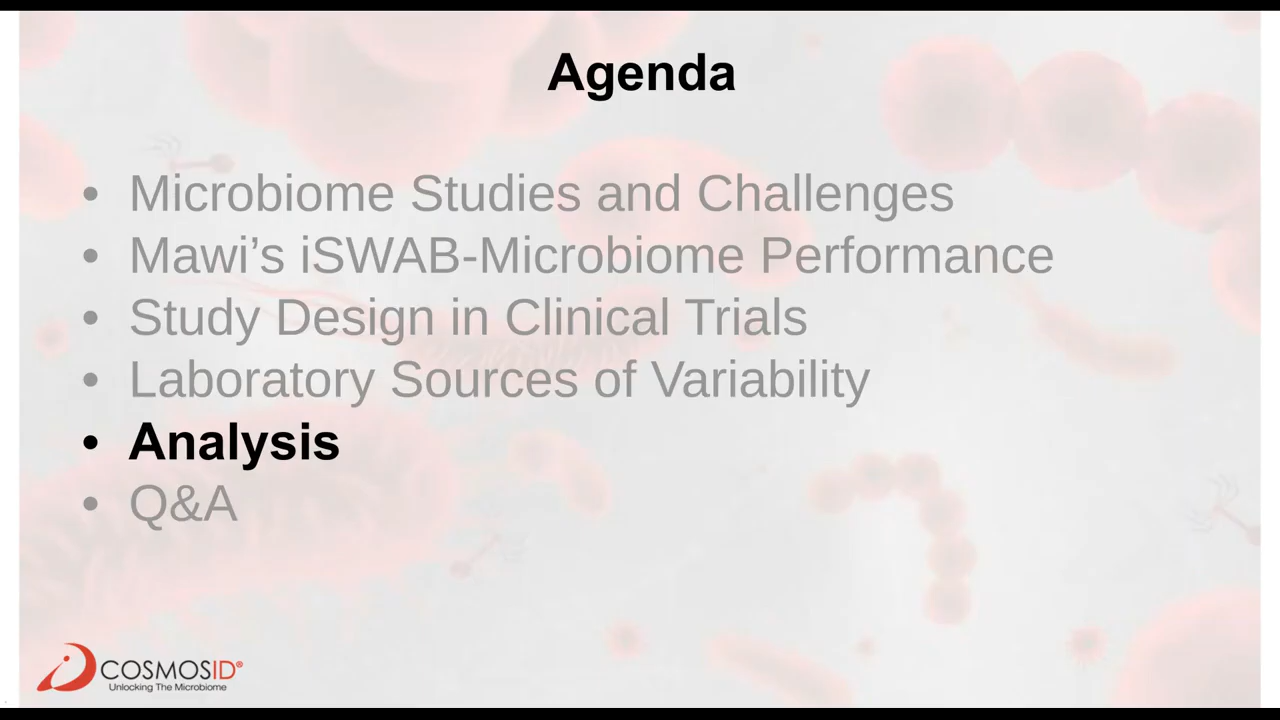 Agenda
• Microbiome Studies and Challenges
• Mawi’s iSWAB-Microbiome Performance
• Study Design in Clinical Trials
• Laboratory Sources of Variability
• Analysis
• Q&A
COSMOSID®
Unlocking The Microbiome